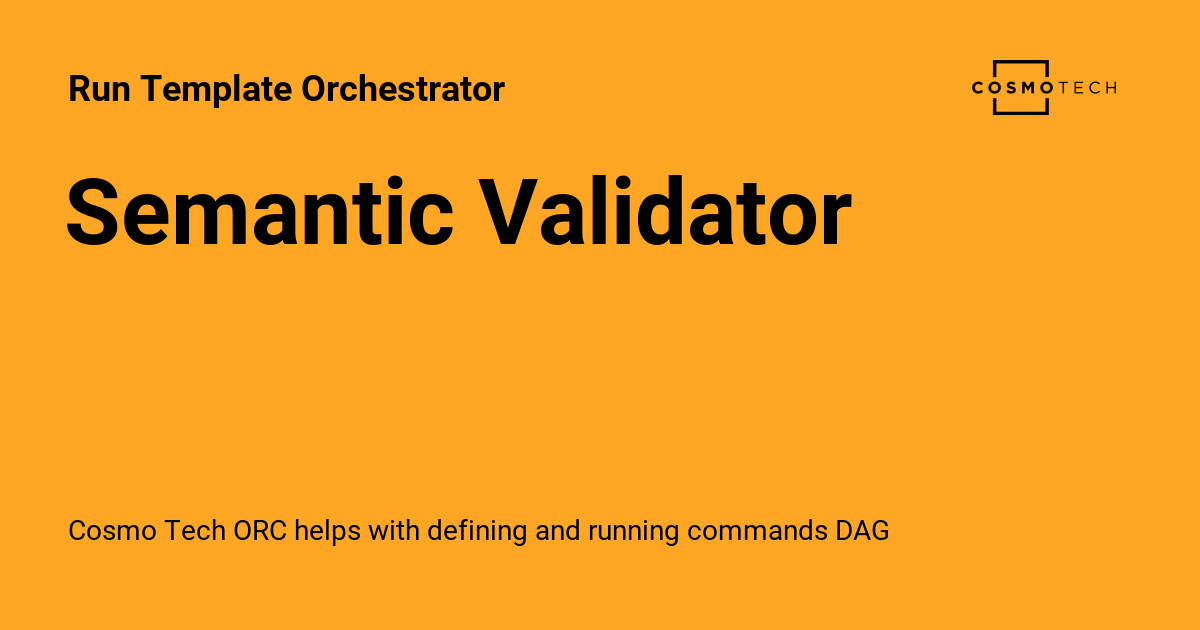 Run Template Orchestrator
COSMOTECH
Semantic Validator
Cosmo Tech ORC helps with defining and running commands DAG